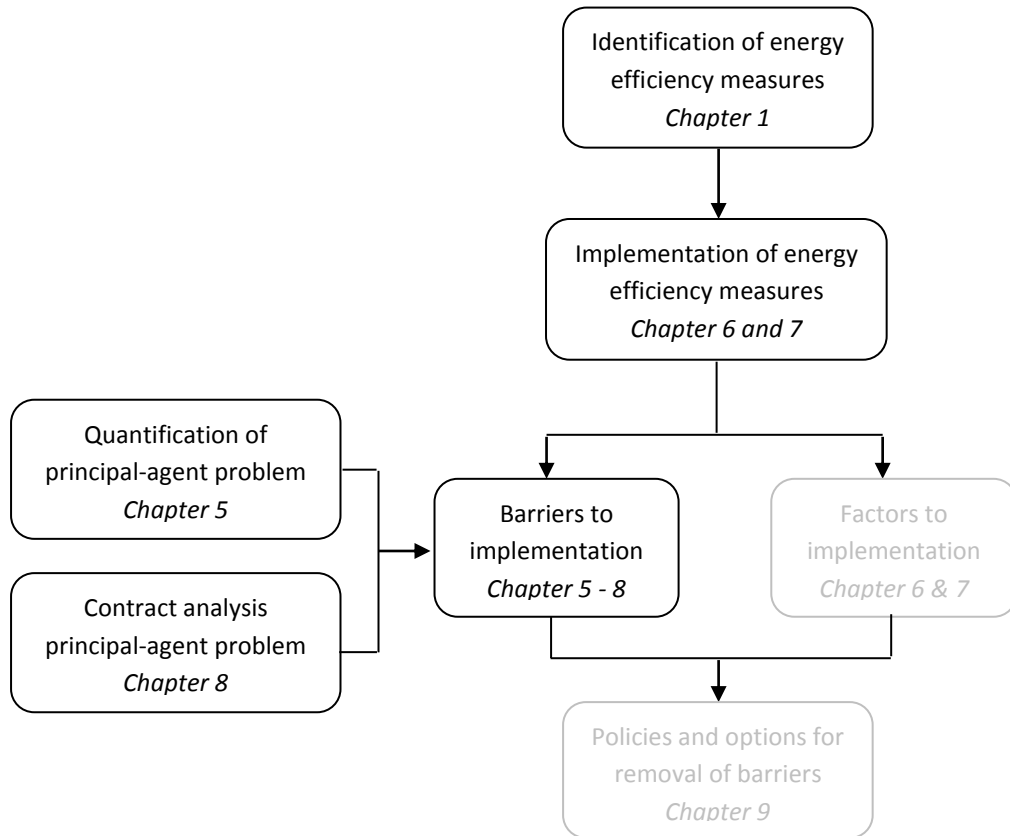 Identification of energy
efficiency measures
Chapter 1
Implementation of energy
efficiency measures
Chapter 6 and 7
Quantification of
principal-agent problem
Chapter 5
Barriers to
implementation
Chapter 5 - 8
Factors to
implementation
Chapter 6 & 7
Contract analysis
principal-agent problem
Chapter 8
Policies and options for
removal of barriers
Chapter 9